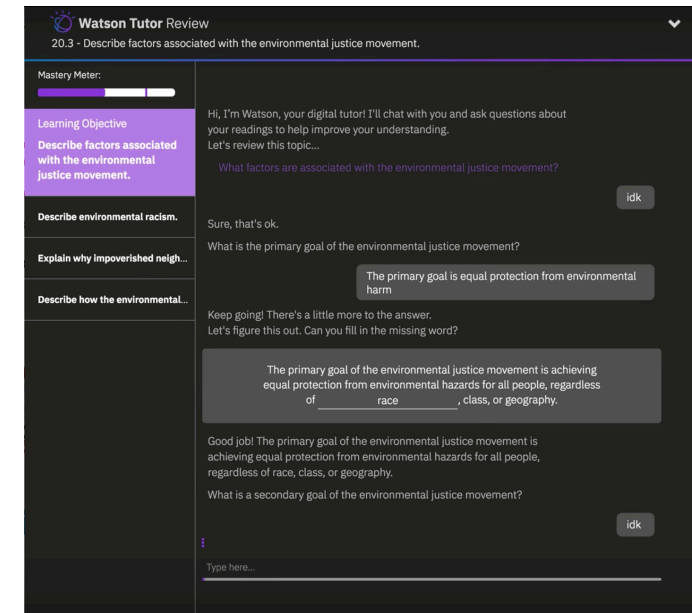 Watson Tutor Review
20.3 - Describe factors associated with the environmental justice movement.
Mastery Meter:
Learning Objective
Describe factors associated
with the environmental
justice movement.
Describe environmental racism.
Explain why impoverished neigh...
Describe how the environmental...
Hi, I'm Watson, your digital tutor! I'll chat with you and ask questions about
your readings to help improve your understanding.
Let's review this topic...
What factors are associated with the environmental justice movement?
idk
Sure, that's ok.
What is the primary goal of the environmental justice movement?
The primary goal is equal protection from environmental
harm
Keep going! There's a little more to the answer.
Let's figure this out. Can you fill in the missing word?
The primary goal of the environmental justice movement is achieving
equal protection from environmental hazards for all people, regardless
of race, class, or geography.
Good job! The primary goal of the environmental justice movement is
achieving equal protection from environmental hazards for all people,
regardless of race, class, or geography.
What is a secondary goal of the environmental justice movement?
idk
Type here...